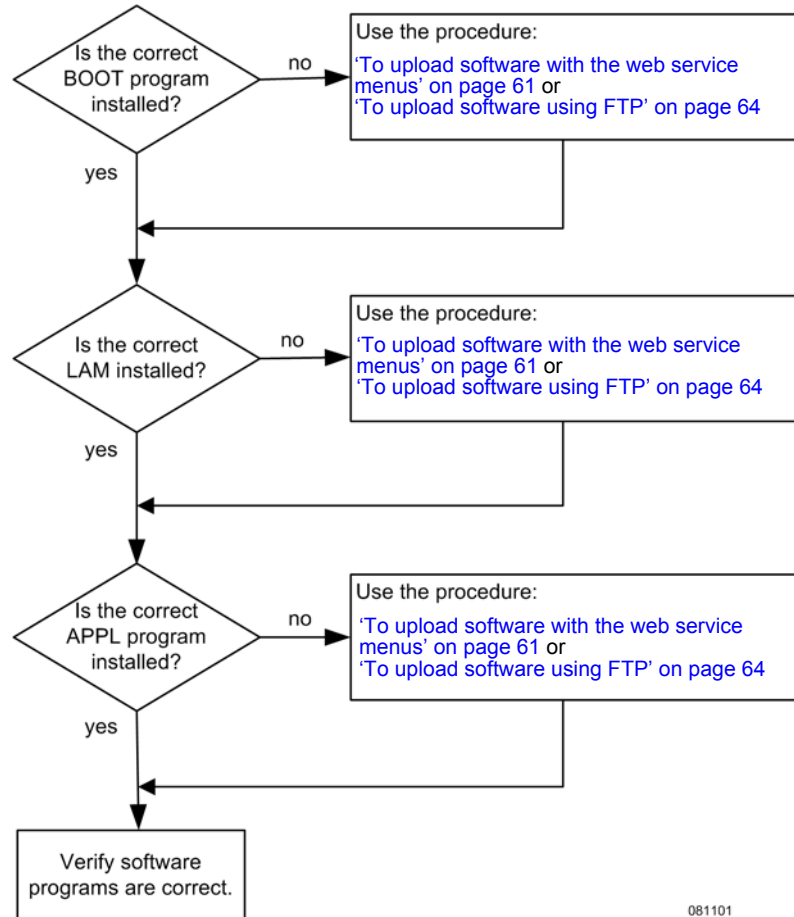 Is the correct
BOOT program
installed?
no
Use the procedure:
‘To upload software with the web service
menus’ on page 61 or
‘To upload software using FTP’ on page 64
yes
Is the correct
LAM installed?
no
Use the procedure:
‘To upload software with the web service
menus’ on page 61 or
‘To upload software using FTP’ on page 64
yes
Is the correct
APPL program
installed?
no
Use the procedure:
‘To upload software with the web service
menus’ on page 61 or
‘To upload software using FTP’ on page 64
yes
Verify software
programs are correct.
081101